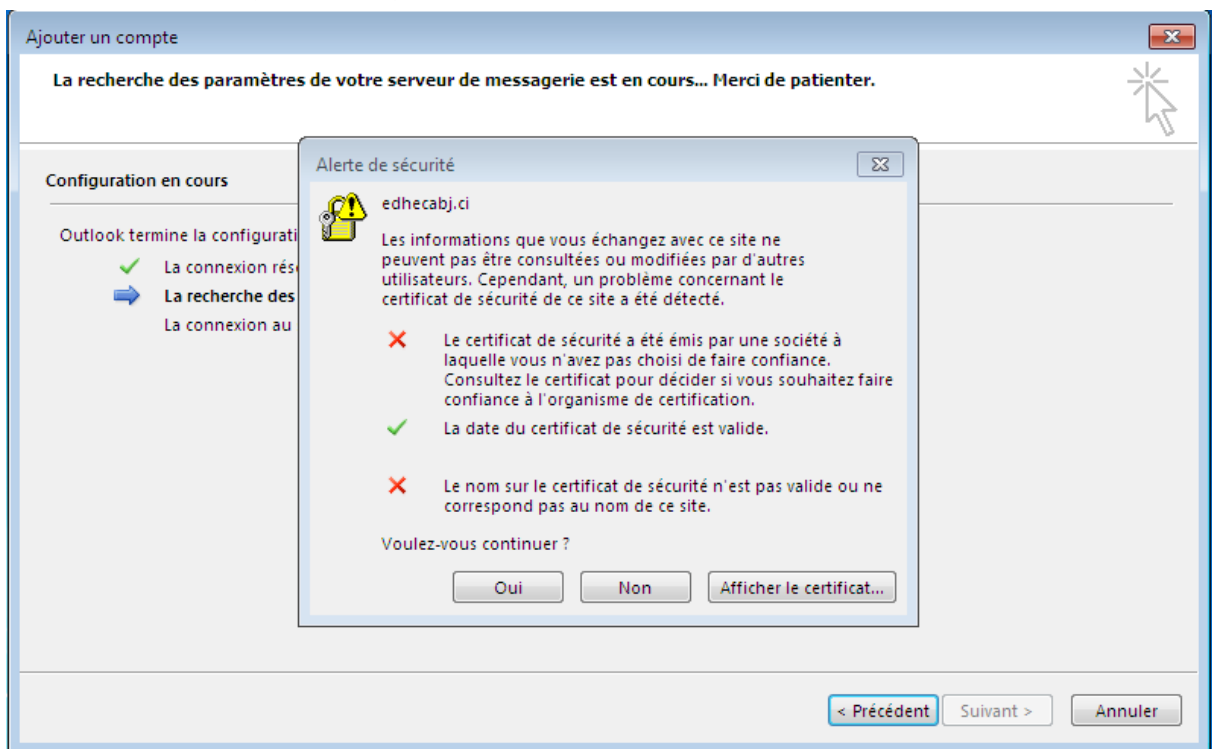 Ajouter un compte
La recherche des paramètres de votre serveur de messagerie est en cours... Merci de patienter.
Configuration en cours
Outlook termine la configurati
La connexion rés
La recherche des
La connexion au
Alerte de sécurité
edhecabj.ci
Les informations que vous échangez avec ce site ne
peuvent pas être consultées ou modifiées par d'autres
utilisateurs. Cependant, un problème concernant le
certificat de sécurité de ce site a été détecté.
Le certificat de sécurité a été émis par une société à
laquelle vous n'avez pas choisi de faire confiance.
Consultez le certificat pour décider si vous souhaitez faire
confiance à l'organisme de certification.
La date du certificat de sécurité est valide.
Le nom sur le certificat de sécurité n'est pas valide ou ne
correspond pas au nom de ce site.
Voulez-vous continuer ?
Oui Non Afficher le certificat...
< Précédent Suivant > Annuler